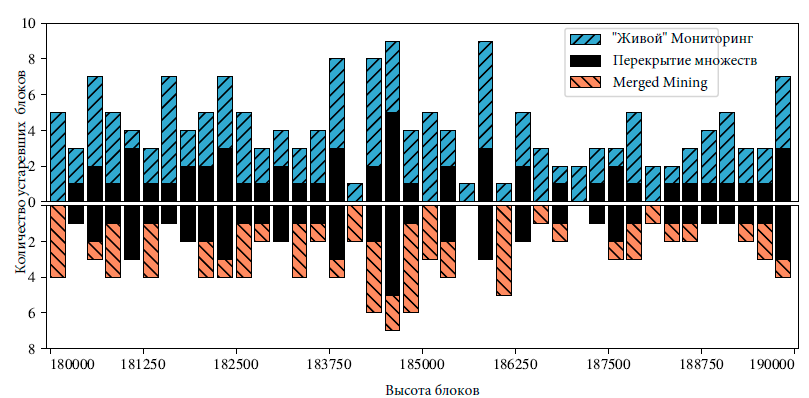 10
8
6
4
2
0
2
4
6
8
Количество устаревших блоков
"Живой" Мониторинг
Перекрытие множеств
Merged Mining
180000 181250 182500 183750 185000 186250 187500 188750 190000
Высота блоков